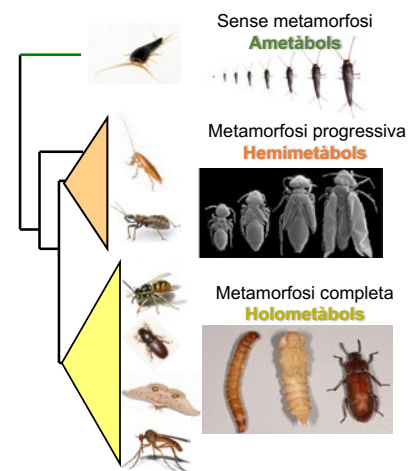 Sense metamorfosi
Ametàbols
Metamorfosi progressiva
Hemimetàbols
Metamorfosi completa
Holometàbols